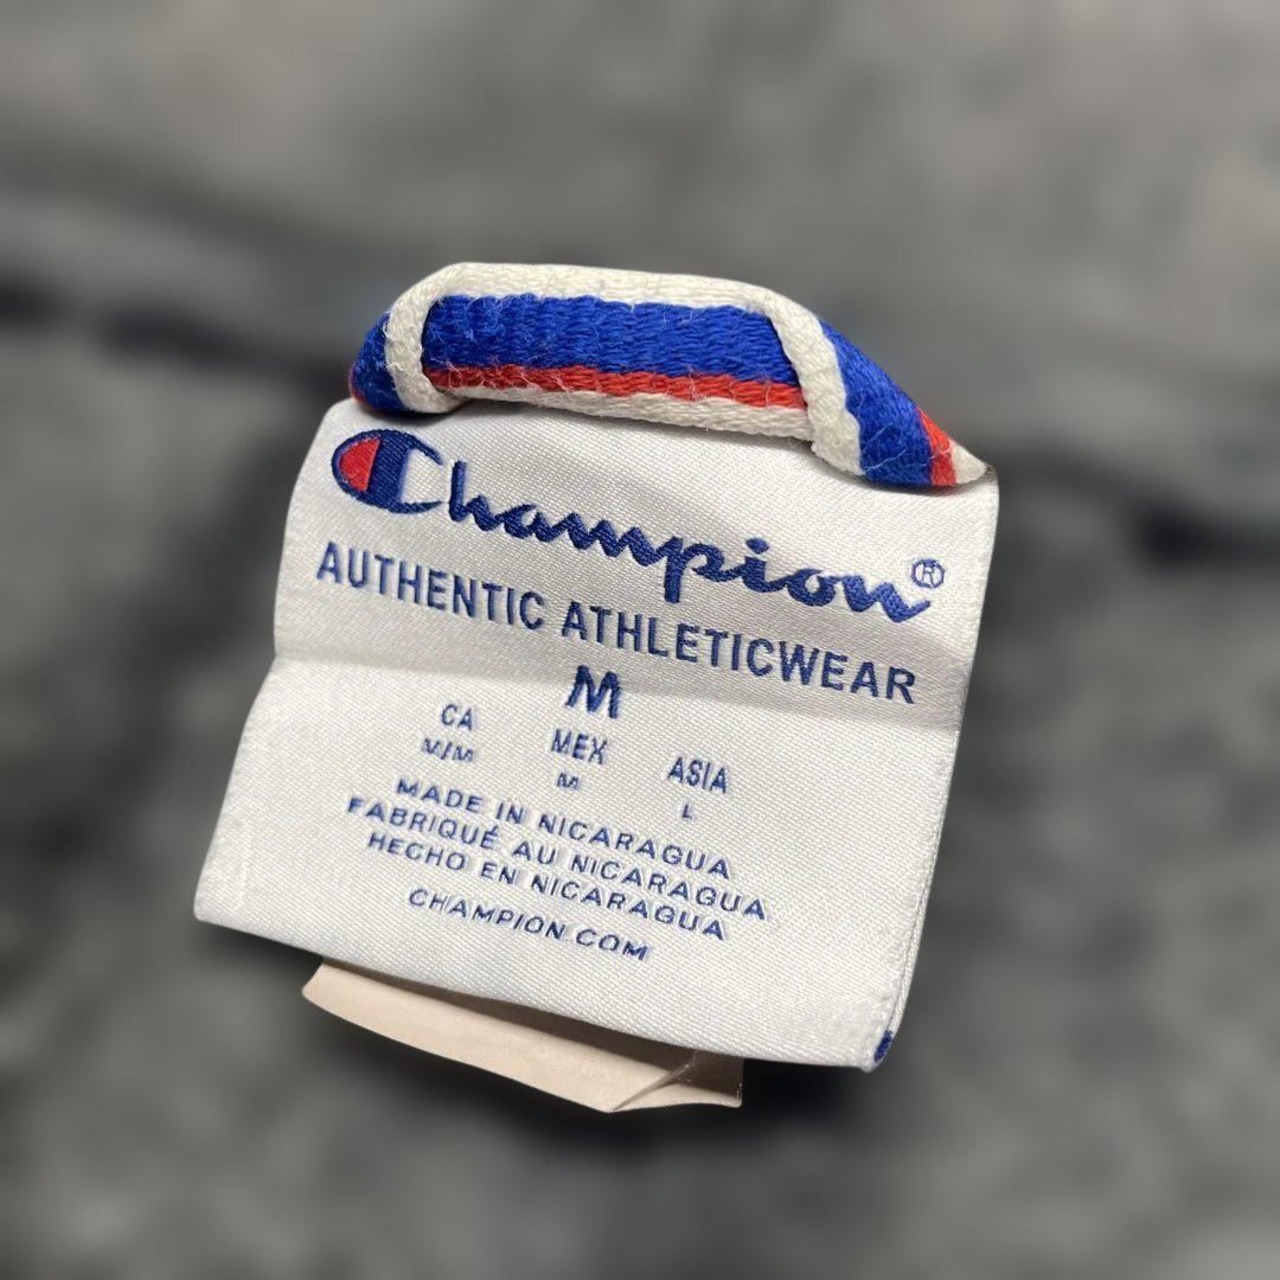 Champion®
AUTHENTIC ATHLETICWEAR
M
CA MEX ASIA
M/M M L
MADE IN NICARAGUA
FABRIQUÉ AU NICARAGUA
HECHO EN NICARAGUA
CHAMPION.COM